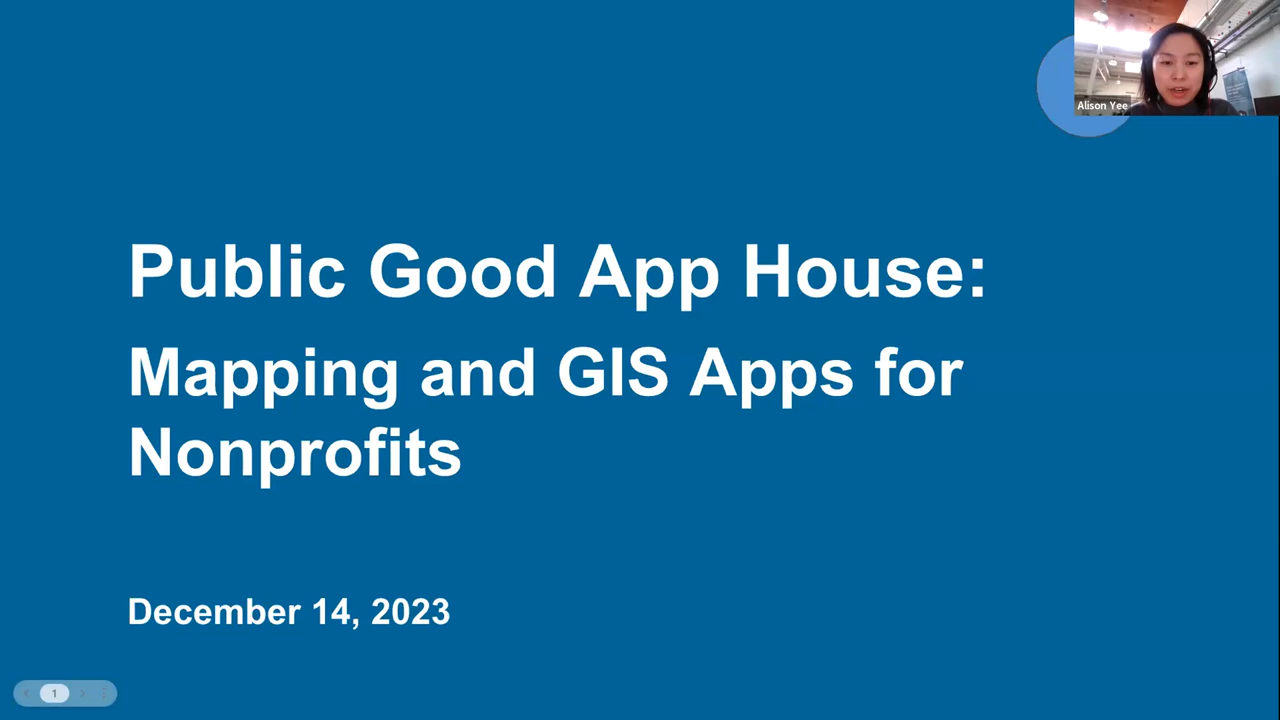 Alison Yee
Public Good App House:
Mapping and GIS Apps for
Nonprofits
December 14, 2023
1